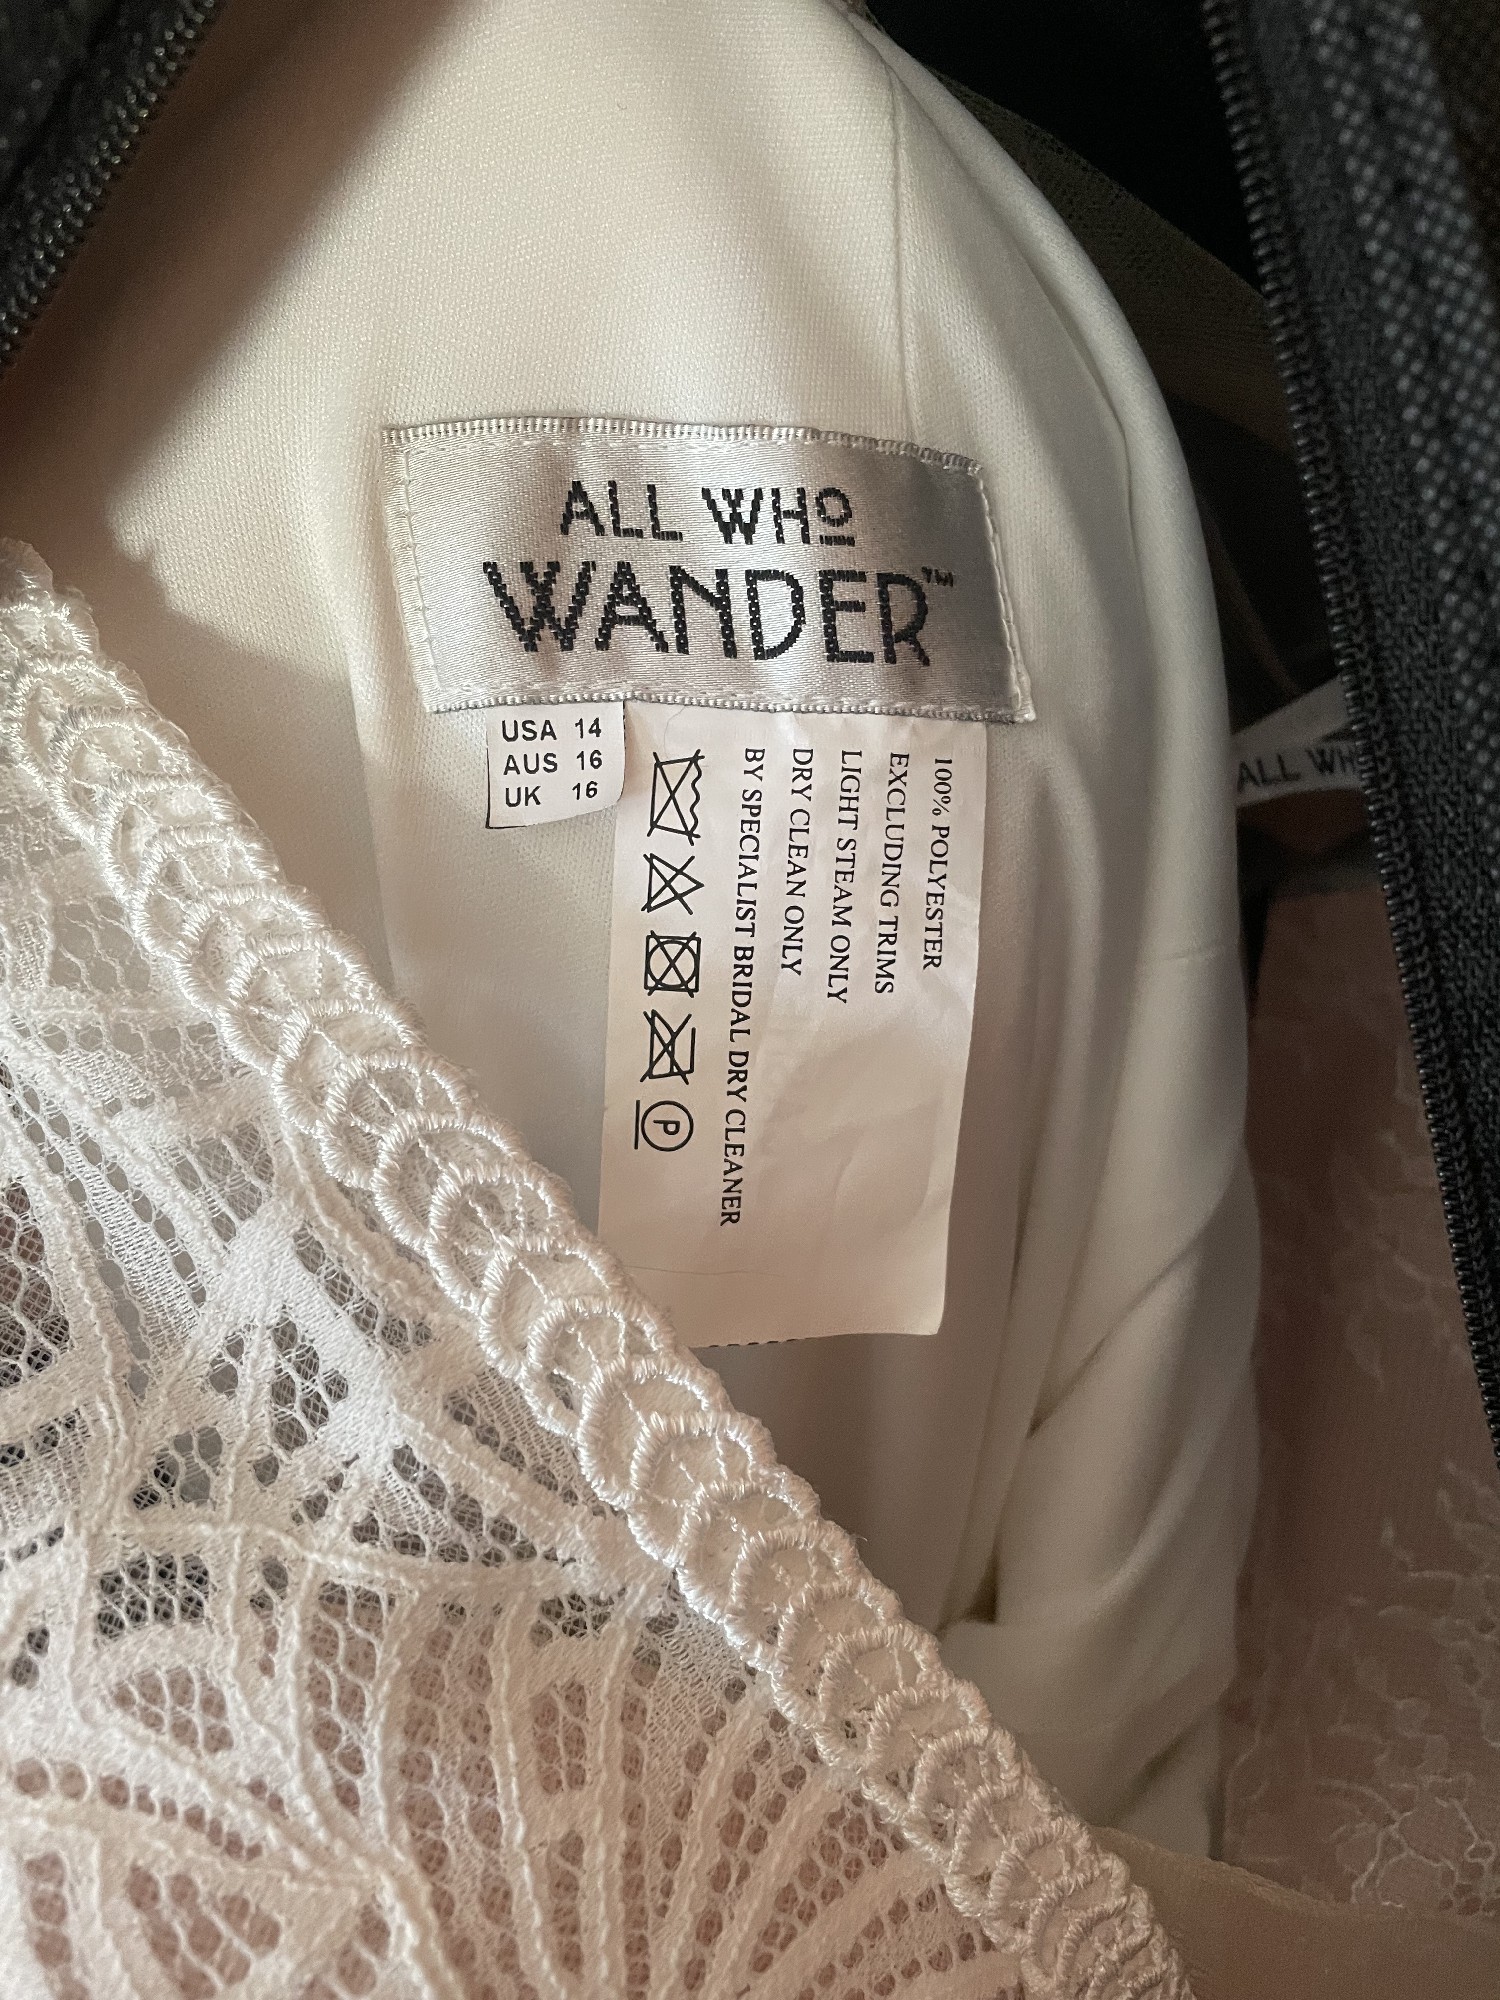 ALL WHO
WANDER™
USA 14
AUS 16
UK 16
100% POLYESTER
EXCLUDING TRIMS
LIGHT STEAM ONLY
DRY CLEAN ONLY
BY SPECIALIST BRIDAL DRY CLEANER
P
ALL WH